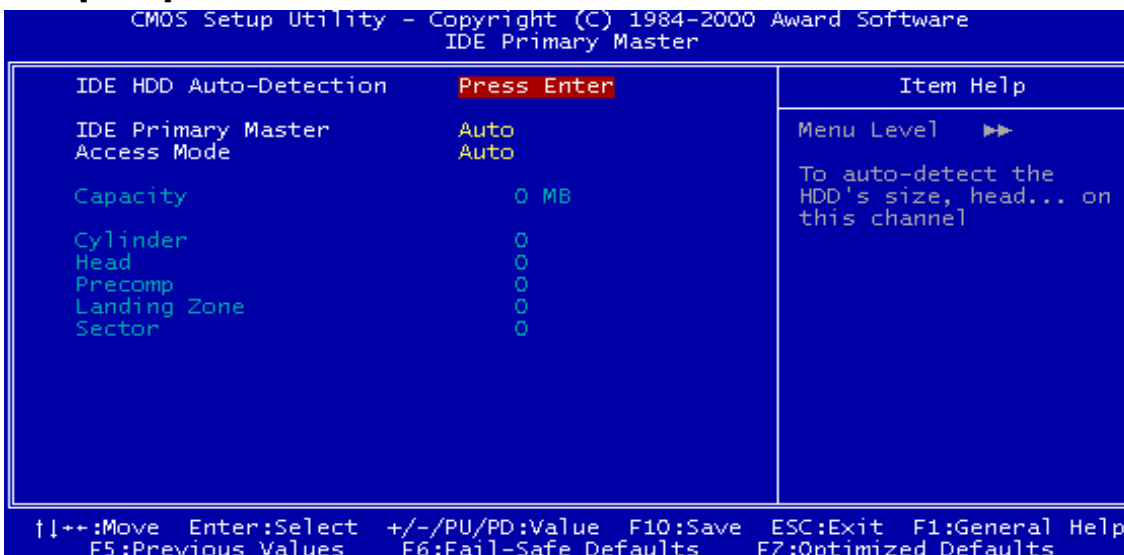 CMOS Setup Utility – Copyright (C) 1984-2000 Award Software
IDE Primary Master
IDE HDD Auto-Detection Press Enter
IDE Primary Master Auto
Access Mode Auto
Capacity 0 MB
Cylinder 0
Head 0
Precomp 0
Landing Zone 0
Sector 0
Item Help
Menu Level ►►
To auto-detect the
HDD's size, head... on
this channel
↑↓←→:Move Enter:Select +/-/PU/PD:Value F10:Save ESC:Exit F1:General Help
F5:Previous Values F6:Fail-Safe Defaults F7:Optimized Defaults